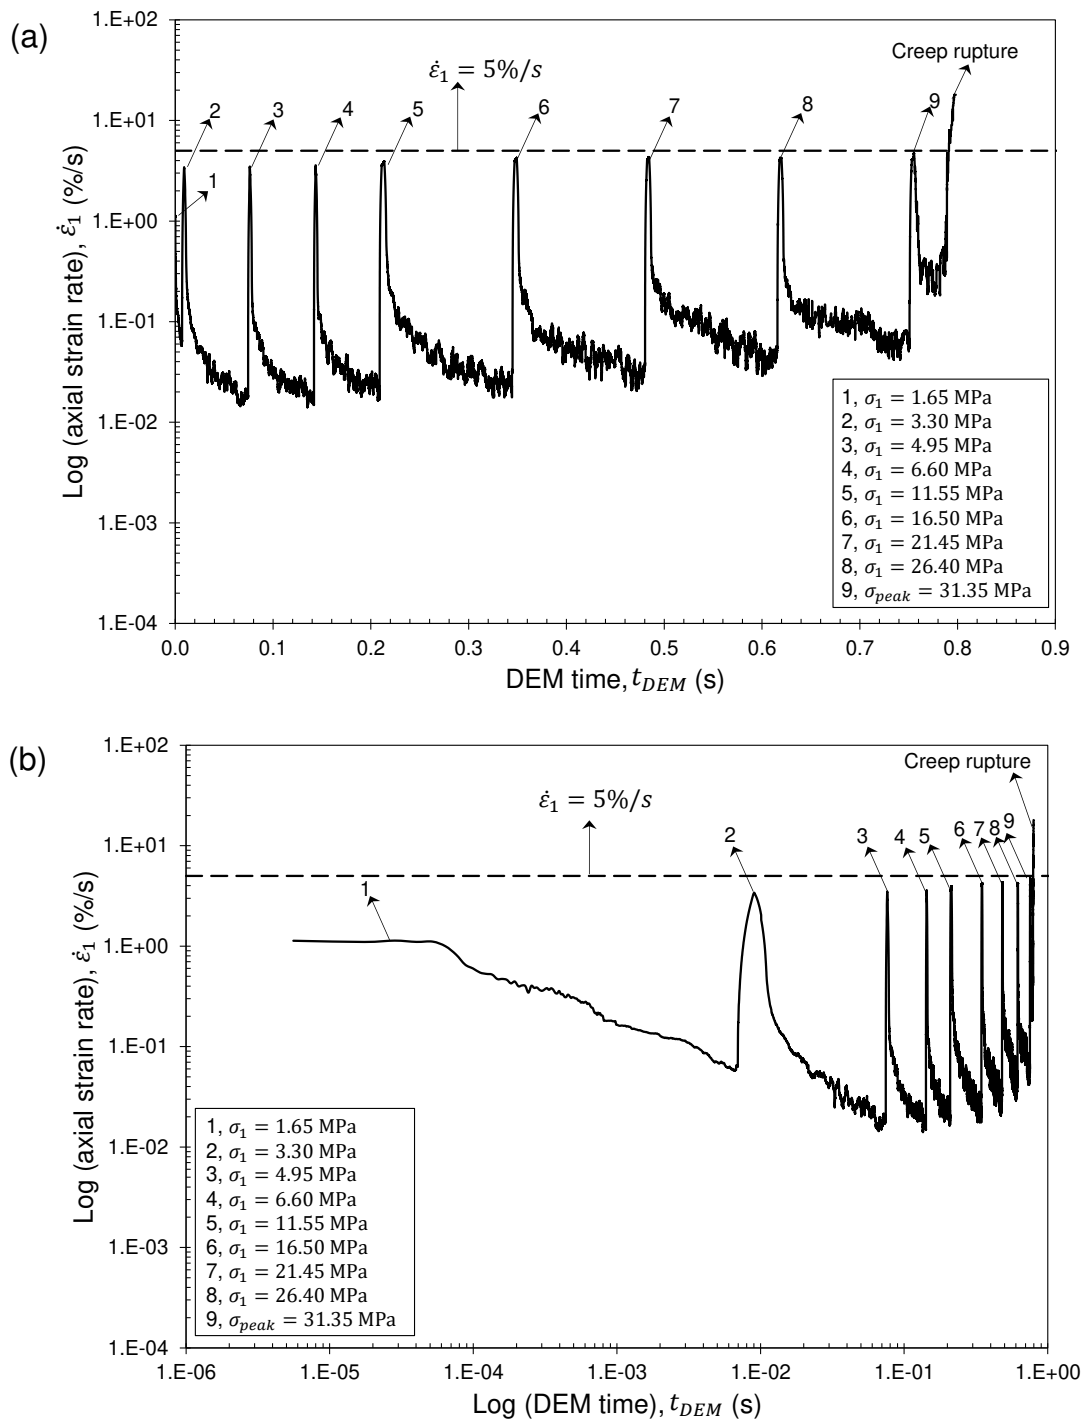 (a)
Log (axial strain rate), ε̇₁ (%/s)
1.E+02
1.E+01
1.E+00
1.E-01
1.E-02
1.E-03
1.E-04
ε̇₁ = 5%/s
Creep rupture
1
2
3
4
5
6
7
8
9
1, σ₁ = 1.65 MPa
2, σ₁ = 3.30 MPa
3, σ₁ = 4.95 MPa
4, σ₁ = 6.60 MPa
5, σ₁ = 11.55 MPa
6, σ₁ = 16.50 MPa
7, σ₁ = 21.45 MPa
8, σ₁ = 26.40 MPa
9, σ_peak = 31.35 MPa
0.0 0.1 0.2 0.3 0.4 0.5 0.6 0.7 0.8 0.9
DEM time, t_DEM (s)
(b)
Log (axial strain rate), ε̇₁ (%/s)
1.E+02
1.E+01
1.E+00
1.E-01
1.E-02
1.E-03
1.E-04
ε̇₁ = 5%/s
Creep rupture
1
2
3
4
5
6
7
8
9
1, σ₁ = 1.65 MPa
2, σ₁ = 3.30 MPa
3, σ₁ = 4.95 MPa
4, σ₁ = 6.60 MPa
5, σ₁ = 11.55 MPa
6, σ₁ = 16.50 MPa
7, σ₁ = 21.45 MPa
8, σ₁ = 26.40 MPa
9, σ_peak = 31.35 MPa
1.E-06 1.E-05 1.E-04 1.E-03 1.E-02 1.E-01 1.E+00
Log (DEM time), t_DEM (s)